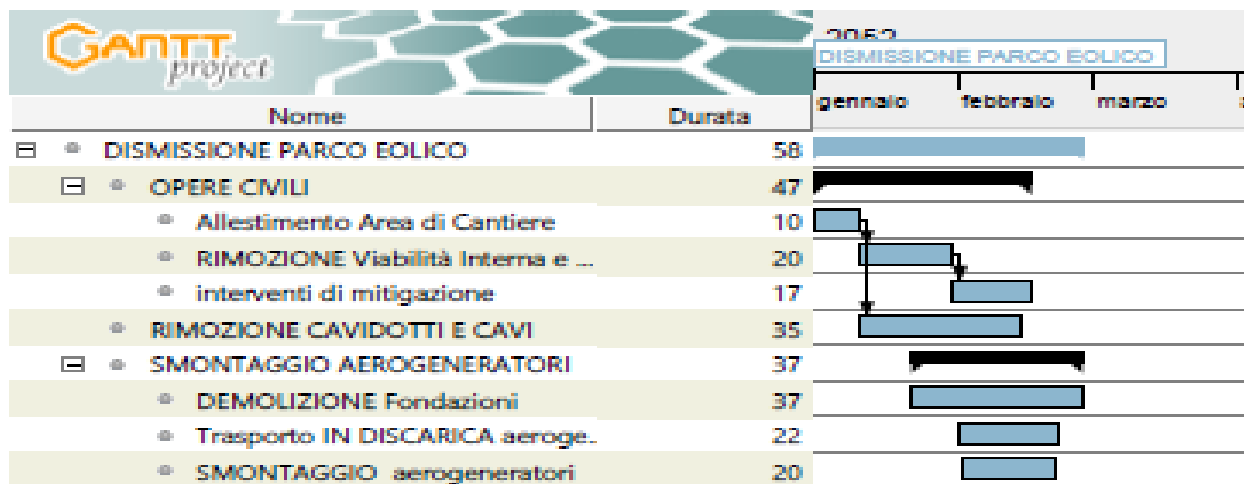 GANTT
project
2052
DISMISSIONE PARCO EOLICO
gennaio febbraio marzo
Nome Durata
DISMISSIONE PARCO EOLICO 58
OPERE CIVILI 47
Allestimento Area di Cantiere 10
RIMOZIONE Viabilità Interna e ... 20
interventi di mitigazione 17
RIMOZIONE CAVIDOTTI E CAVI 35
SMONTAGGIO AEROGENERATORI 37
DEMOLIZIONE Fondazioni 37
Trasporto IN DISCARICA aeroge. 22
SMONTAGGIO aerogeneratori 20